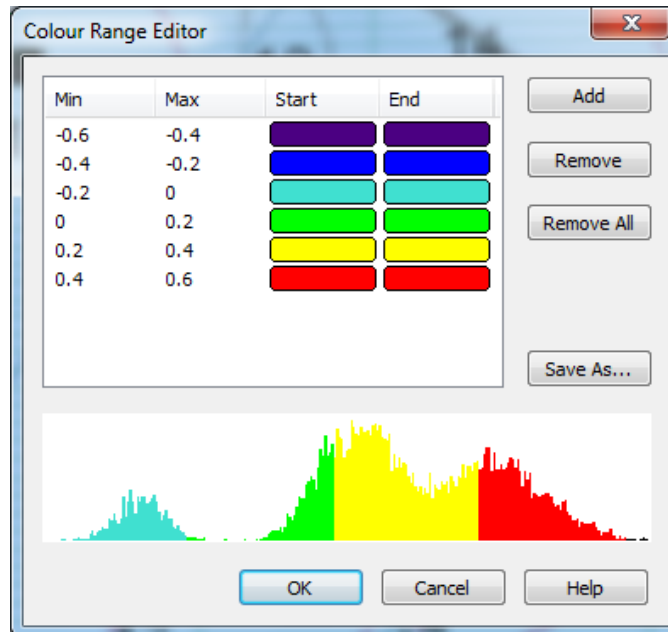 Colour Range Editor
Min Max Start End
-0.6 -0.4
-0.4 -0.2
-0.2 0
0 0.2
0.2 0.4
0.4 0.6
Add
Remove
Remove All
Save As...
OK Cancel Help